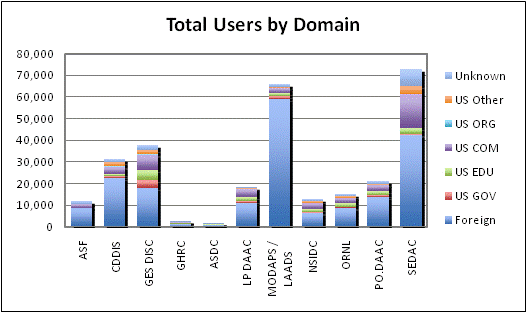 Total Users by Domain
80,000
70,000
60,000
50,000
40,000
30,000
20,000
10,000
0
ASF
CDDIS
GES DISC
GHRC
ASDC
LP DAAC
MODAPS /
LAADS
NSIDC
ORNL
PO.DAAC
SEDAC
Unknown
US Other
US ORG
US COM
US EDU
US GOV
Foreign